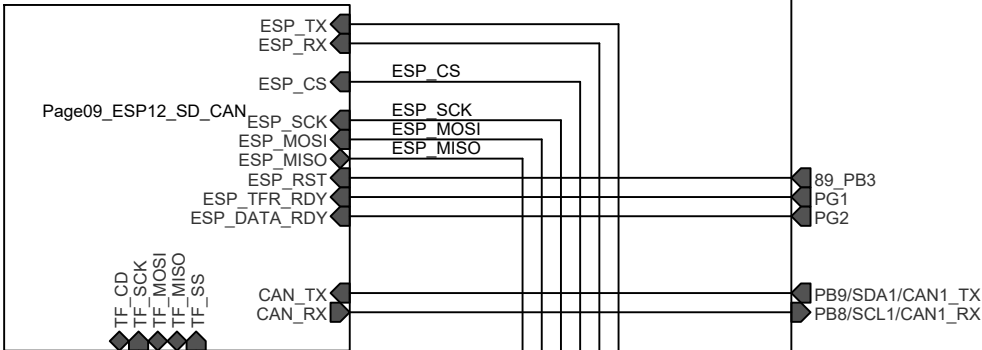 ESP_TX
ESP_RX
ESP_CS ESP_CS
Page09_ESP12_SD_CAN
ESP_SCK ESP_SCK
ESP_MOSI ESP_MOSI
ESP_MISO ESP_MISO
ESP_RST 89_PB3
ESP_TFR_RDY PG1
ESP_DATA_RDY PG2
TF_CD
TF_SCK
TF_MOSI
TF_MISO
TF_SS
CAN_TX PB9/SDA1/CAN1_TX
CAN_RX PB8/SCL1/CAN1_RX